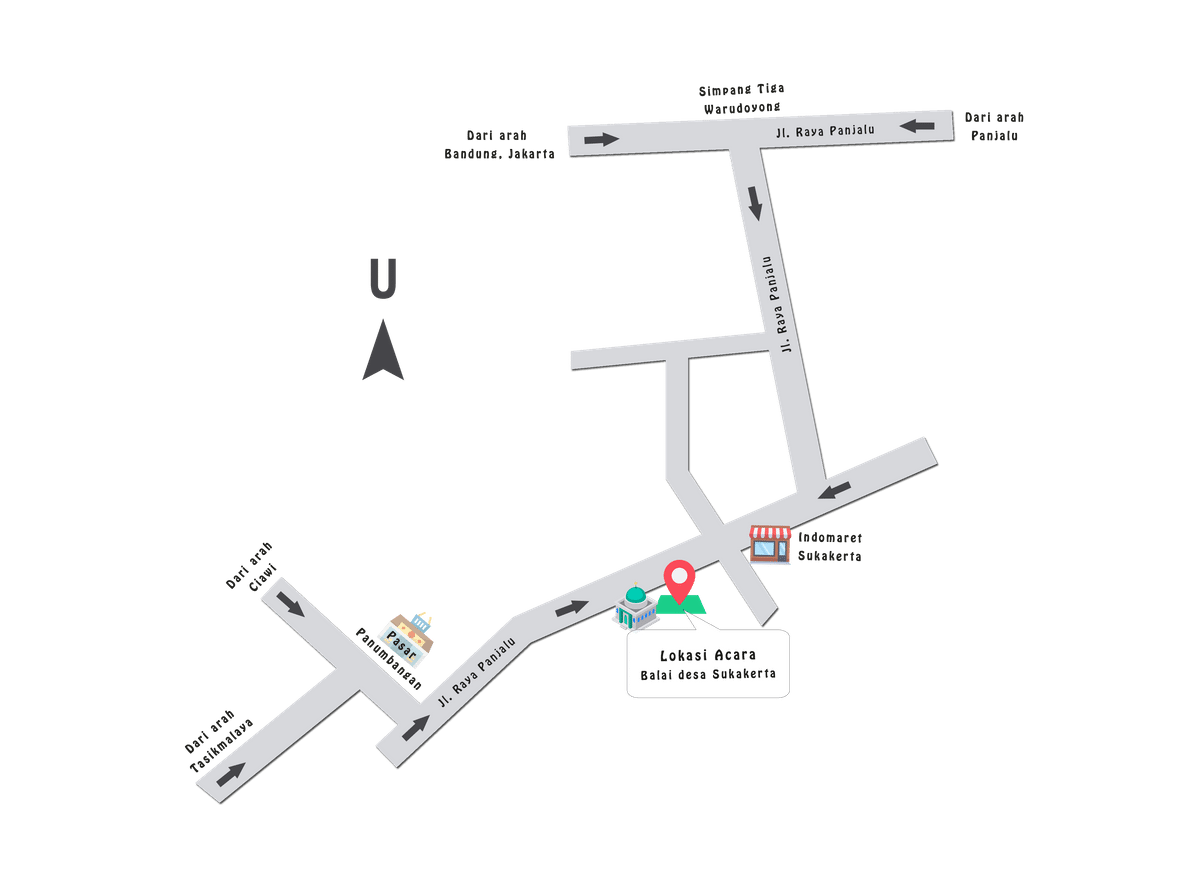 Simpang Tiga
Warudoyong
Dari arah
Bandung, Jakarta
Jl. Raya Panjalu
Dari arah
Panjalu
U
Jl. Raya Panjalu
Indomaret
Sukakerta
Dari arah
Ciawi
Pasar
Panumbangan
Jl. Raya Panjalu
Lokasi Acara
Balai desa Sukakerta
Dari arah
Tasikmalaya